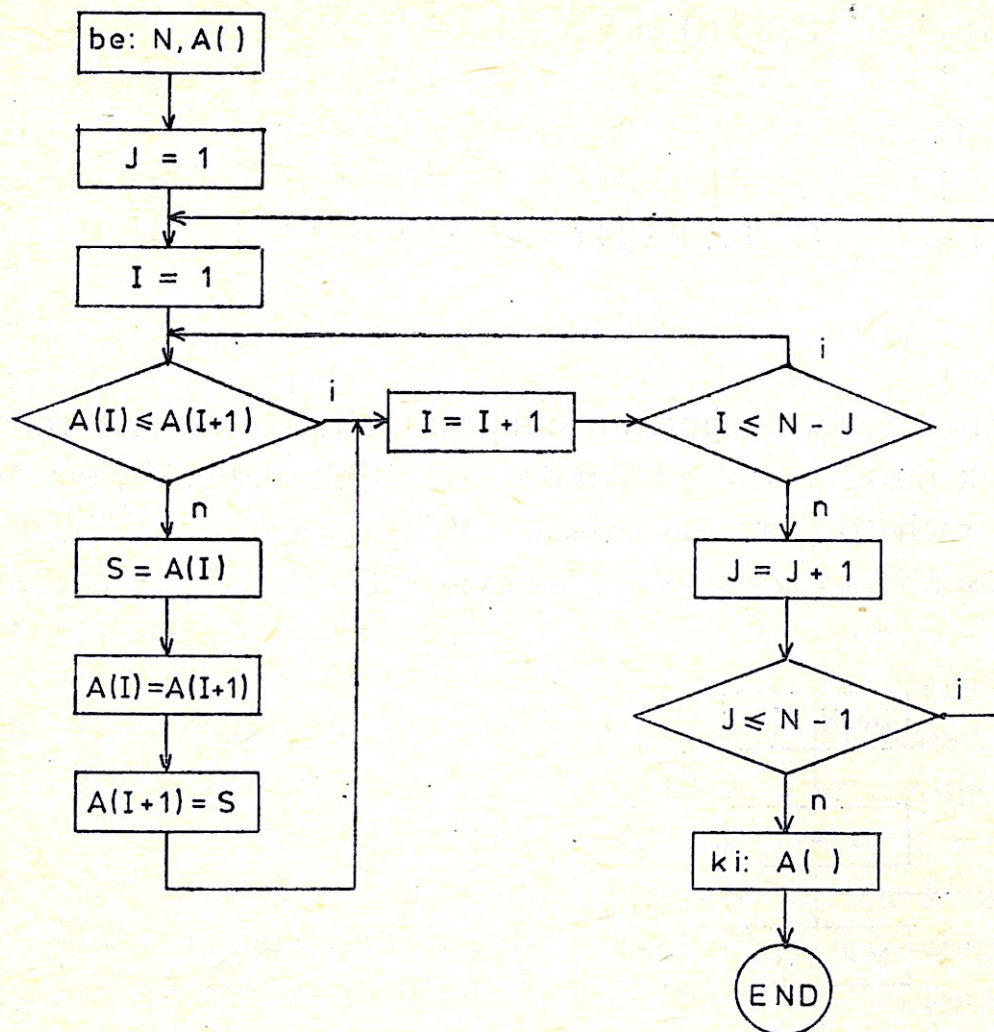 be: N, A()
J = 1
I = 1
A(I) ≤ A(I+1)
i
I = I + 1
I ≤ N - J
i
n
S = A(I)
A(I) = A(I+1)
A(I+1) = S
n
J = J + 1
J ≤ N - 1
i
n
ki: A( )
END